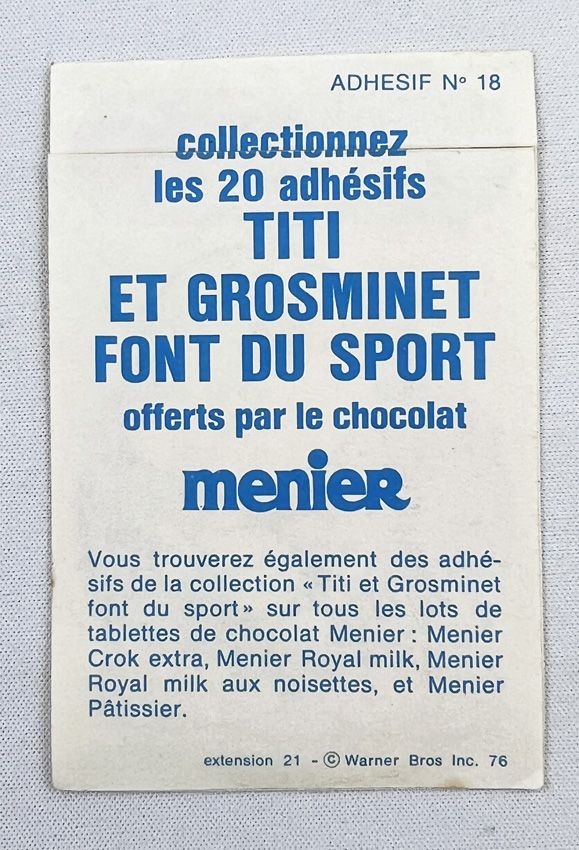 ADHESIF Nº 18
collectionnez
les 20 adhésifs
TITI
ET GROSMINET
FONT DU SPORT
offerts par le chocolat
menier
Vous trouverez également des adhé-
sifs de la collection «Titi et Grosminet
font du sport» sur tous les lots de
tablettes de chocolat Menier : Menier
Crok extra, Menier Royal milk, Menier
Royal milk aux noisettes, et Menier
Pâtissier.
extension 21 - © Warner Bros Inc. 76